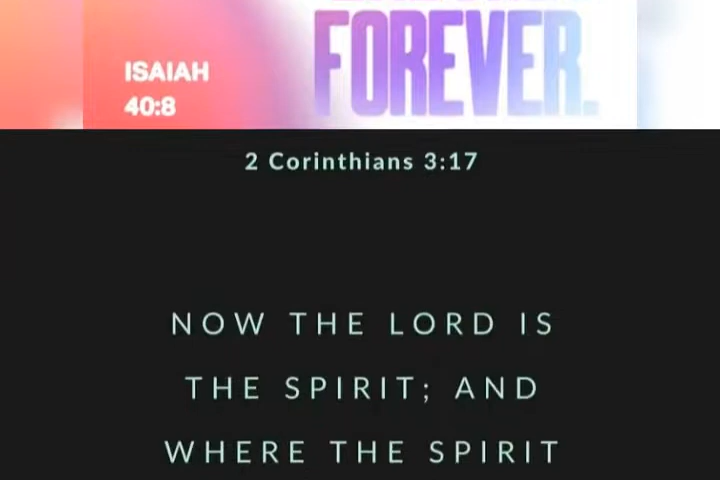 FOREVER.
ISAIAH
40:8
2 Corinthians 3:17
NOW THE LORD IS
THE SPIRIT; AND
WHERE THE SPIRIT